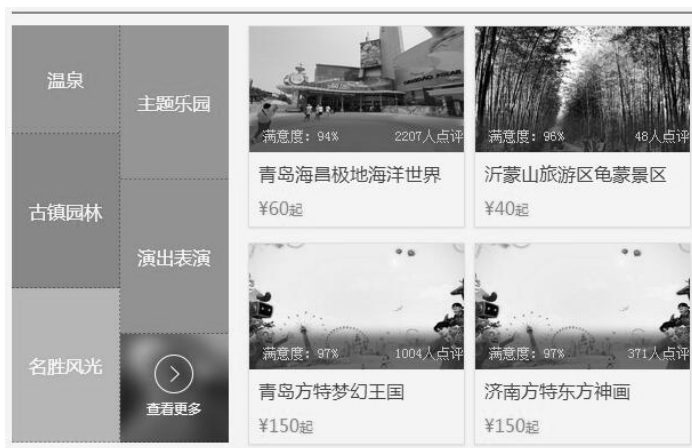 温泉
主题乐园
古镇园林
演出表演
名胜风光
查看更多
满意度：94% 2207人点评
青岛海昌极地海洋世界
¥60起
满意度：96% 48人点评
沂蒙山旅游区龟蒙景区
¥40起
满意度：97% 1004人点评
青岛方特梦幻王国
¥150起
满意度：97% 371人点评
济南方特东方神画
¥150起